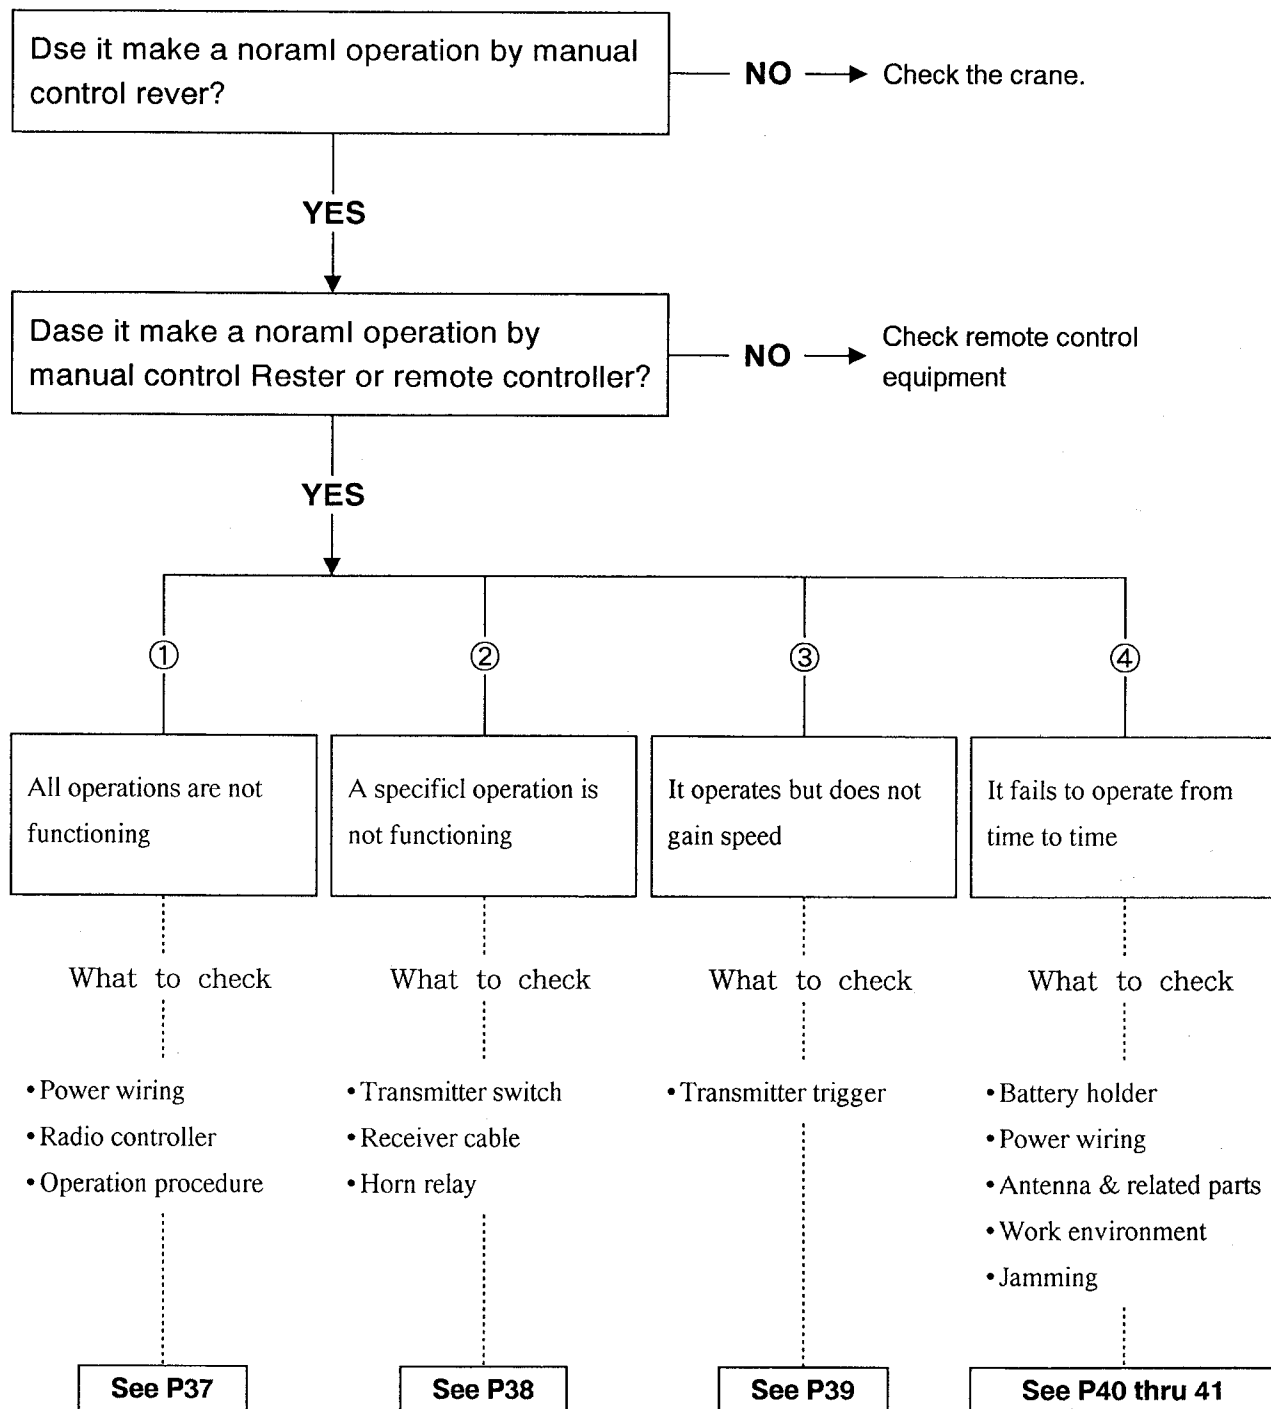 Dse it make a noraml operation by manual
control rever?
NO
Check the crane.
YES
Dase it make a noraml operation by
manual control Rester or remote controller?
NO
Check remote control
equipment
YES
①
②
③
④
All operations are not
functioning
A specificl operation is
not functioning
It operates but does not
gain speed
It fails to operate from
time to time
What to check
What to check
What to check
What to check
• Power wiring
• Radio controller
• Operation procedure
• Transmitter switch
• Receiver cable
• Horn relay
• Transmitter trigger
• Battery holder
• Power wiring
• Antenna & related parts
• Work environment
• Jamming
See P37
See P38
See P39
See P40 thru 41